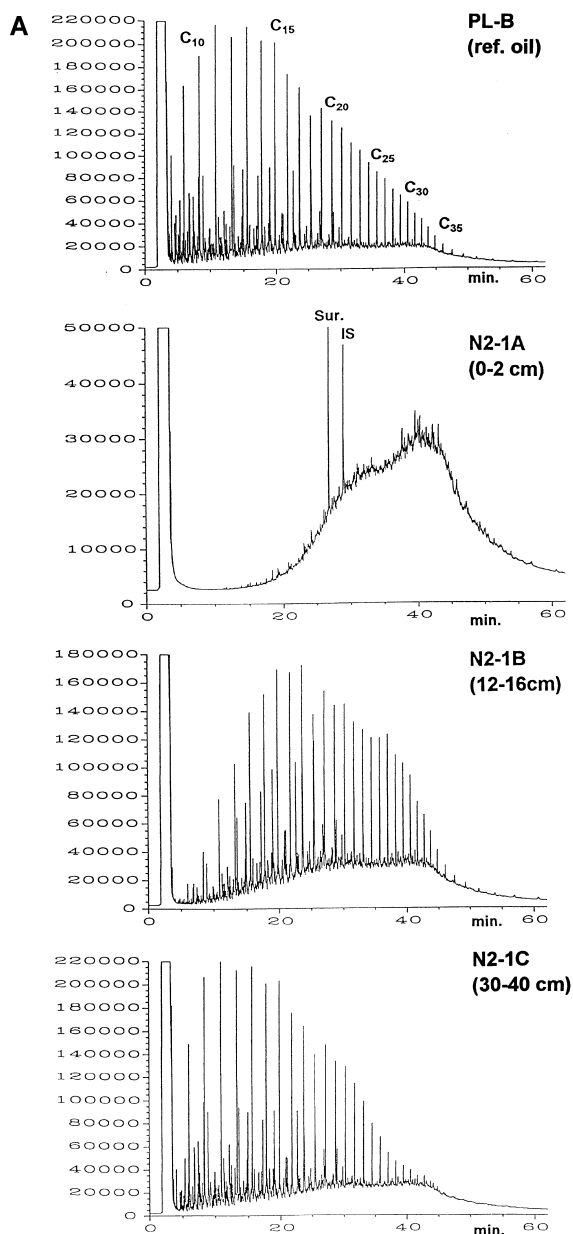 A
PL-B
(ref. oil)
220000
200000
180000
160000
140000
120000
100000
80000
60000
40000
20000
0
C10
C15
C20
C25
C30
C35
min.
0 20 40 60
N2-1A
(0-2 cm)
Sur.
IS
50000
40000
30000
20000
10000
0
0 20 40 60
min.
N2-1B
(12-16cm)
180000
160000
140000
120000
100000
80000
60000
40000
20000
0
0 20 40 60
min.
N2-1C
(30-40 cm)
220000
200000
180000
160000
140000
120000
100000
80000
60000
40000
20000
0
0 20 40 60
min.